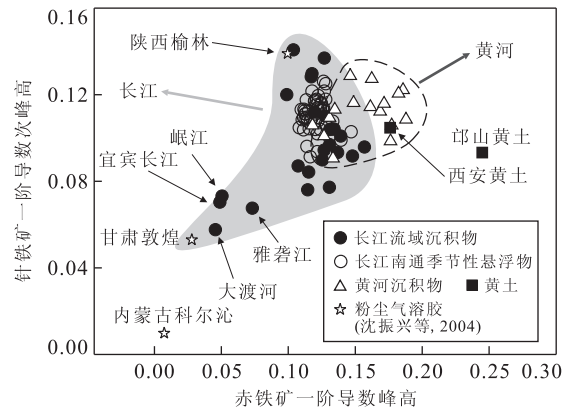 0.16
0.12
0.08
0.04
0.00
针铁矿一阶导数次峰高
陕西榆林
长江
黄河
岷江
宜宾长江
邙山黄土
西安黄土
甘肃敦煌
雅砻江
大渡河
内蒙古科尔沁
长江流域沉积物
长江南通季节性悬浮物
黄河沉积物 黄土
粉尘气溶胶
(沈振兴等, 2004)
0.00 0.05 0.10 0.15 0.20 0.25 0.30
赤铁矿一阶导数峰高